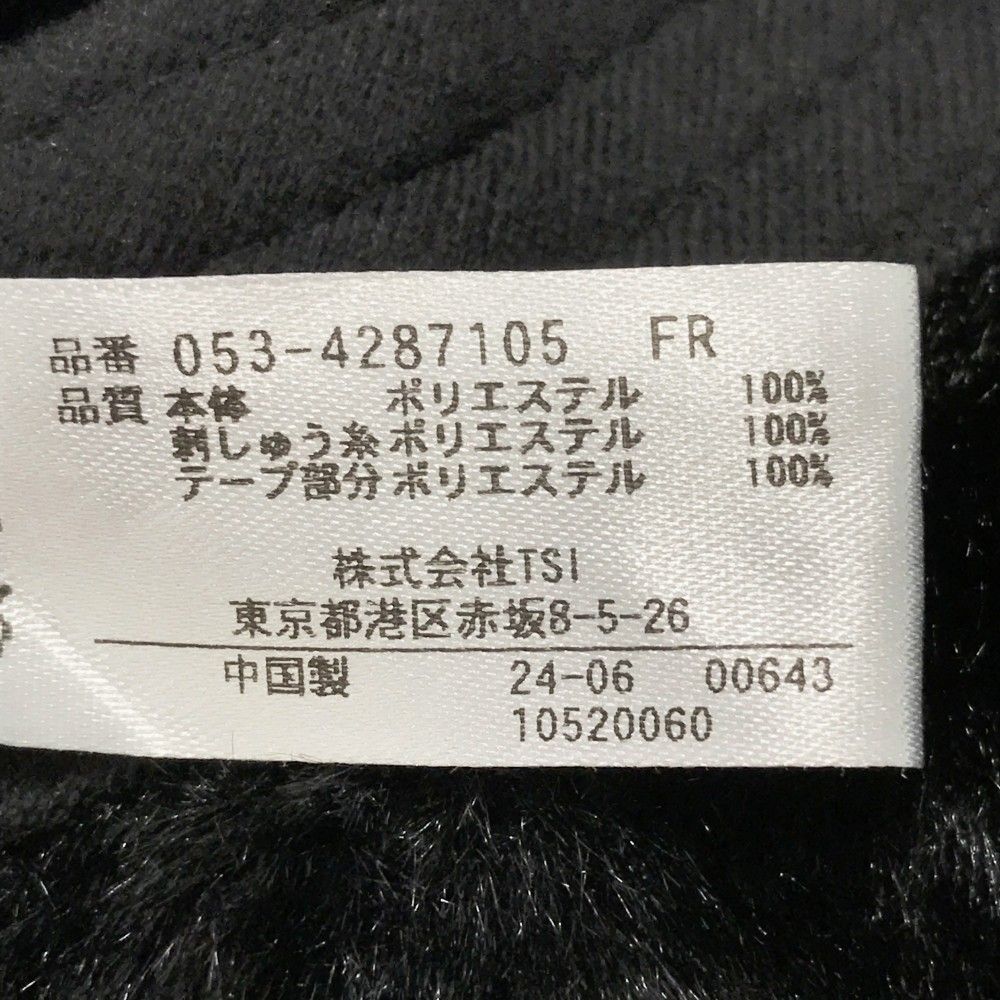 品番 053-4287105 FR
品質 本体 ポリエステル 100%
刺しゅう糸 ポリエステル 100%
テープ部分 ポリエステル 100%
株式会社TSI
東京都港区赤坂8-5-26
中国製 24-06 00643
10520060